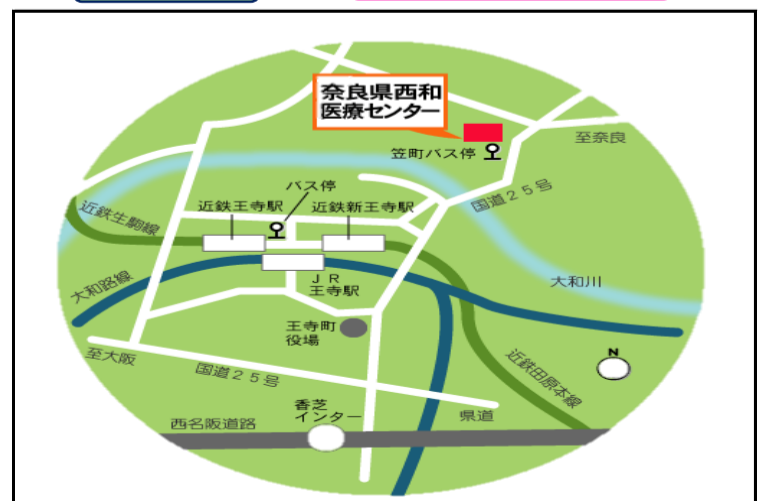 奈良県西和
医療センター
至奈良
笠町バス停
バス停
国道25号
近鉄王寺駅
近鉄新王寺駅
近鉄生駒線
大和路線
JR
王寺駅
大和川
王寺町
役場
至大阪
国道25号
N
近鉄田原本線
香芝
インター
県道
西名阪道路